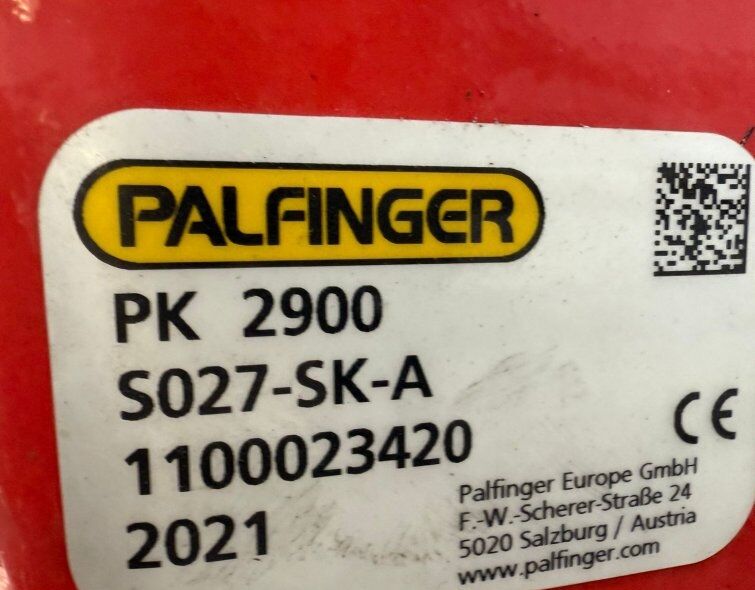 PALFINGER
PK 2900
S027-SK-A
1100023420
2021
CE
Palfinger Europe GmbH
F.-W.-Scherer-Straße 24
5020 Salzburg / Austria
www.palfinger.com